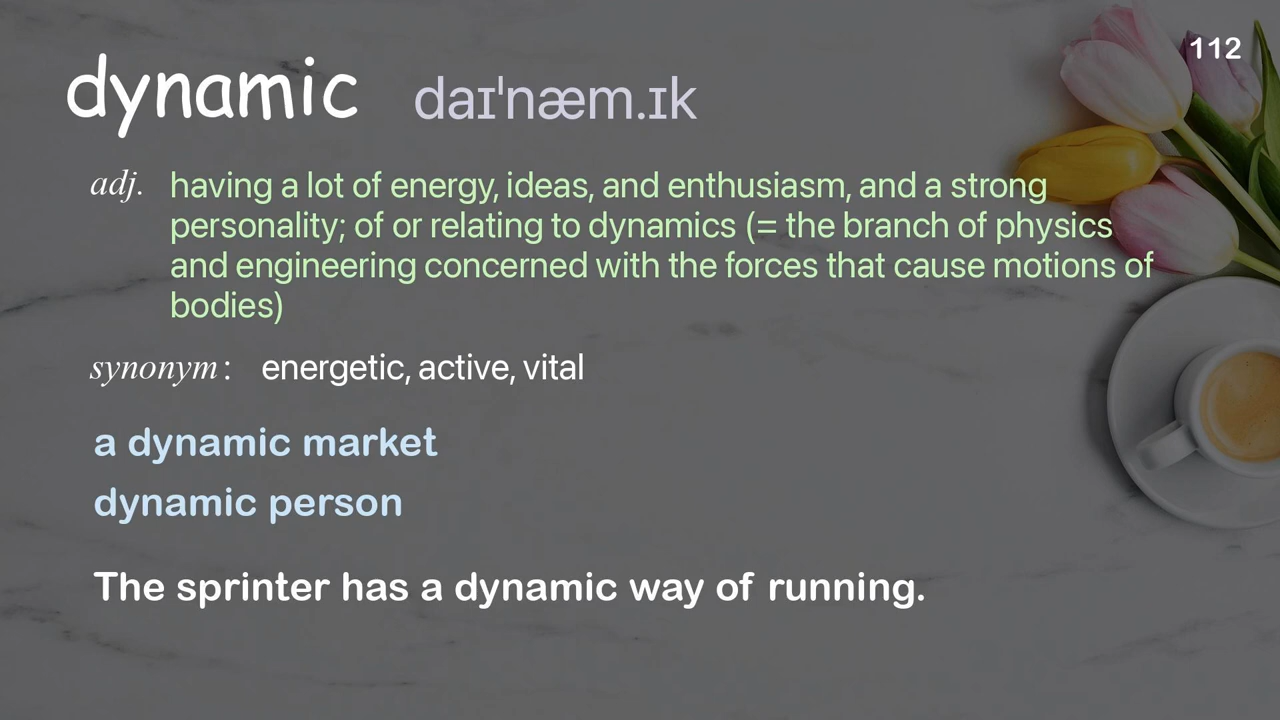 112
dynamic daɪˈnæm.ɪk
adj. having a lot of energy, ideas, and enthusiasm, and a strong
personality; of or relating to dynamics (= the branch of physics
and engineering concerned with the forces that cause motions of
bodies)
synonym: energetic, active, vital
a dynamic market
dynamic person
The sprinter has a dynamic way of running.